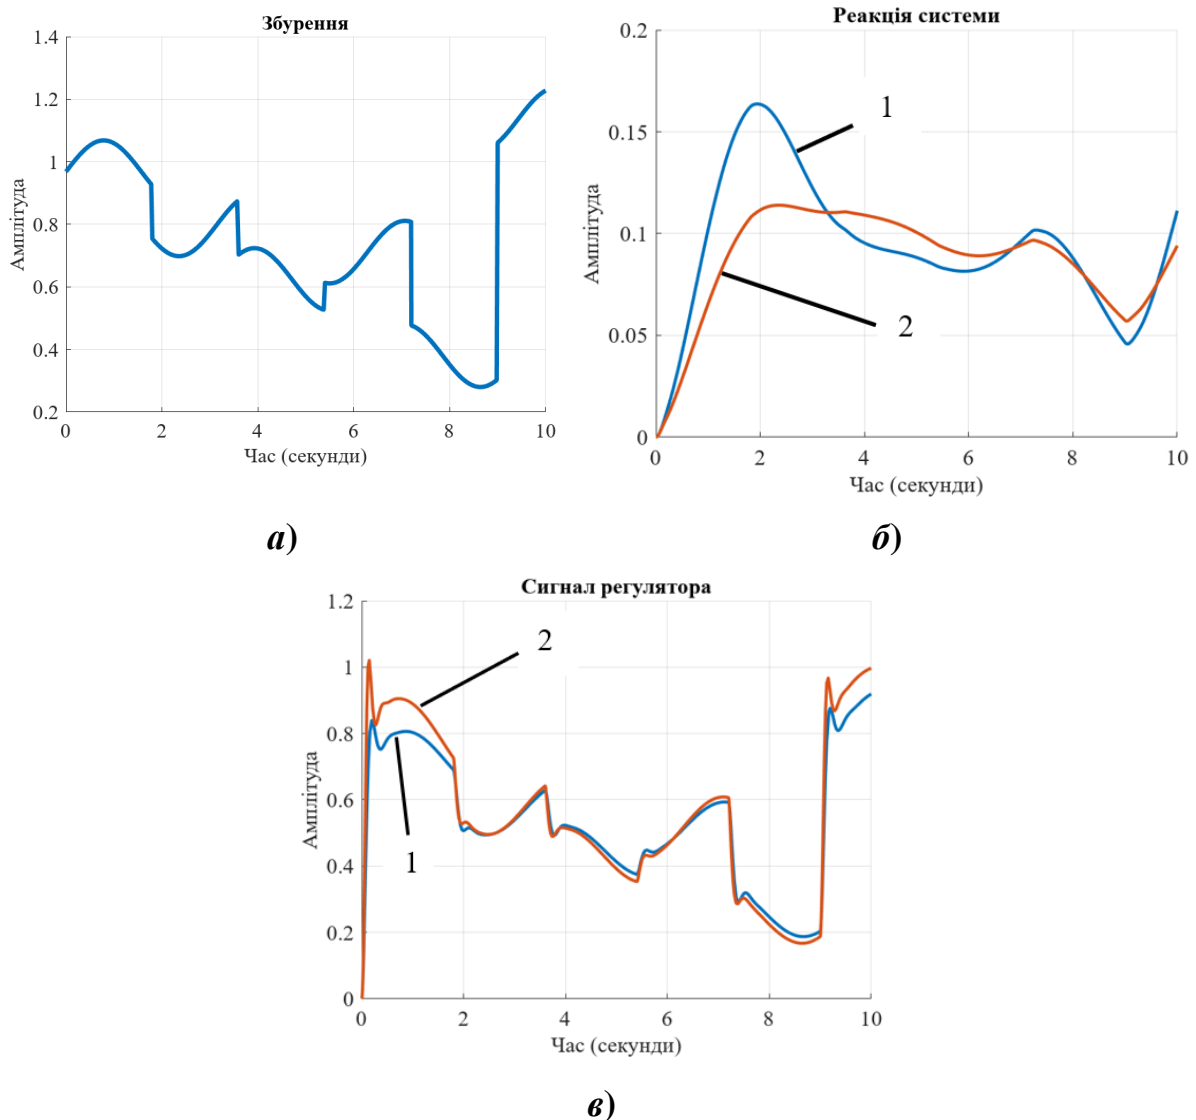 Збурення
1.4
1.2
1
0.8
0.6
0.4
0.2
Амплітуда
0 2 4 6 8 10
Час (секунди)
а)
Реакція системи
0.2
0.15
0.1
0.05
0
Амплітуда
1
2
0 2 4 6 8 10
Час (секунди)
б)
Сигнал регулятора
1.2
1
0.8
0.6
0.4
0.2
0
Амплітуда
2
1
0 2 4 6 8 10
Час (секунди)
в)